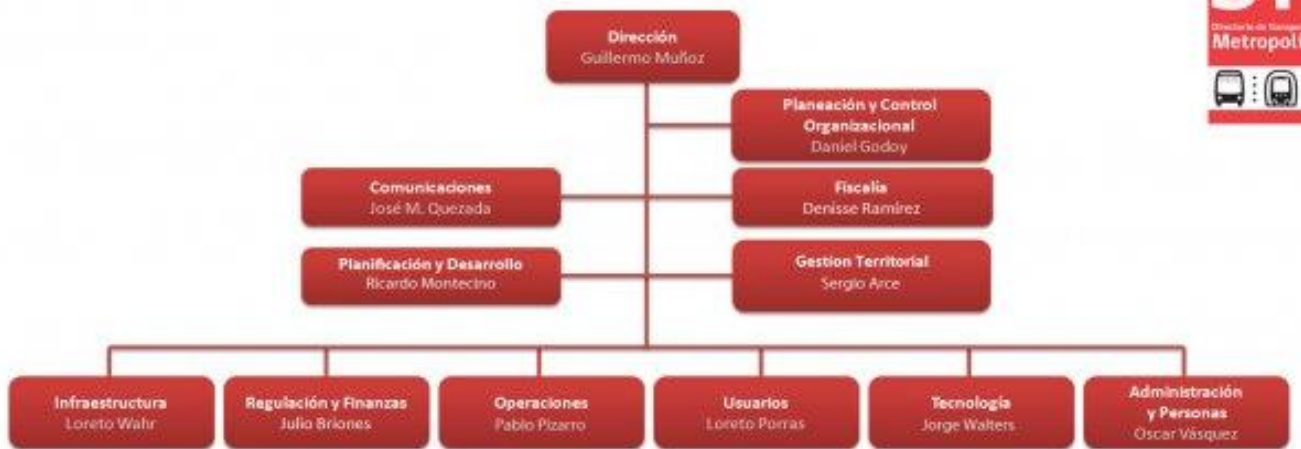 Dirección
Guillermo Muñoz
Metropoli
Planeación y Control
Organizacional
Daniel Godoy
Comunicaciones
José M. Quezada
Fiscalía
Denisse Ramírez
Planificación y Desarrollo
Ricardo Montecino
Gestion Territorial
Sergio Arce
Infraestructura
Loreto Wahr
Regulación y Finanzas
Julio Briones
Operaciones
Pablo Pizarro
Usuarios
Loreto Porras
Tecnología
Jorge Walters
Administración
y Personas
Oscar Vásquez